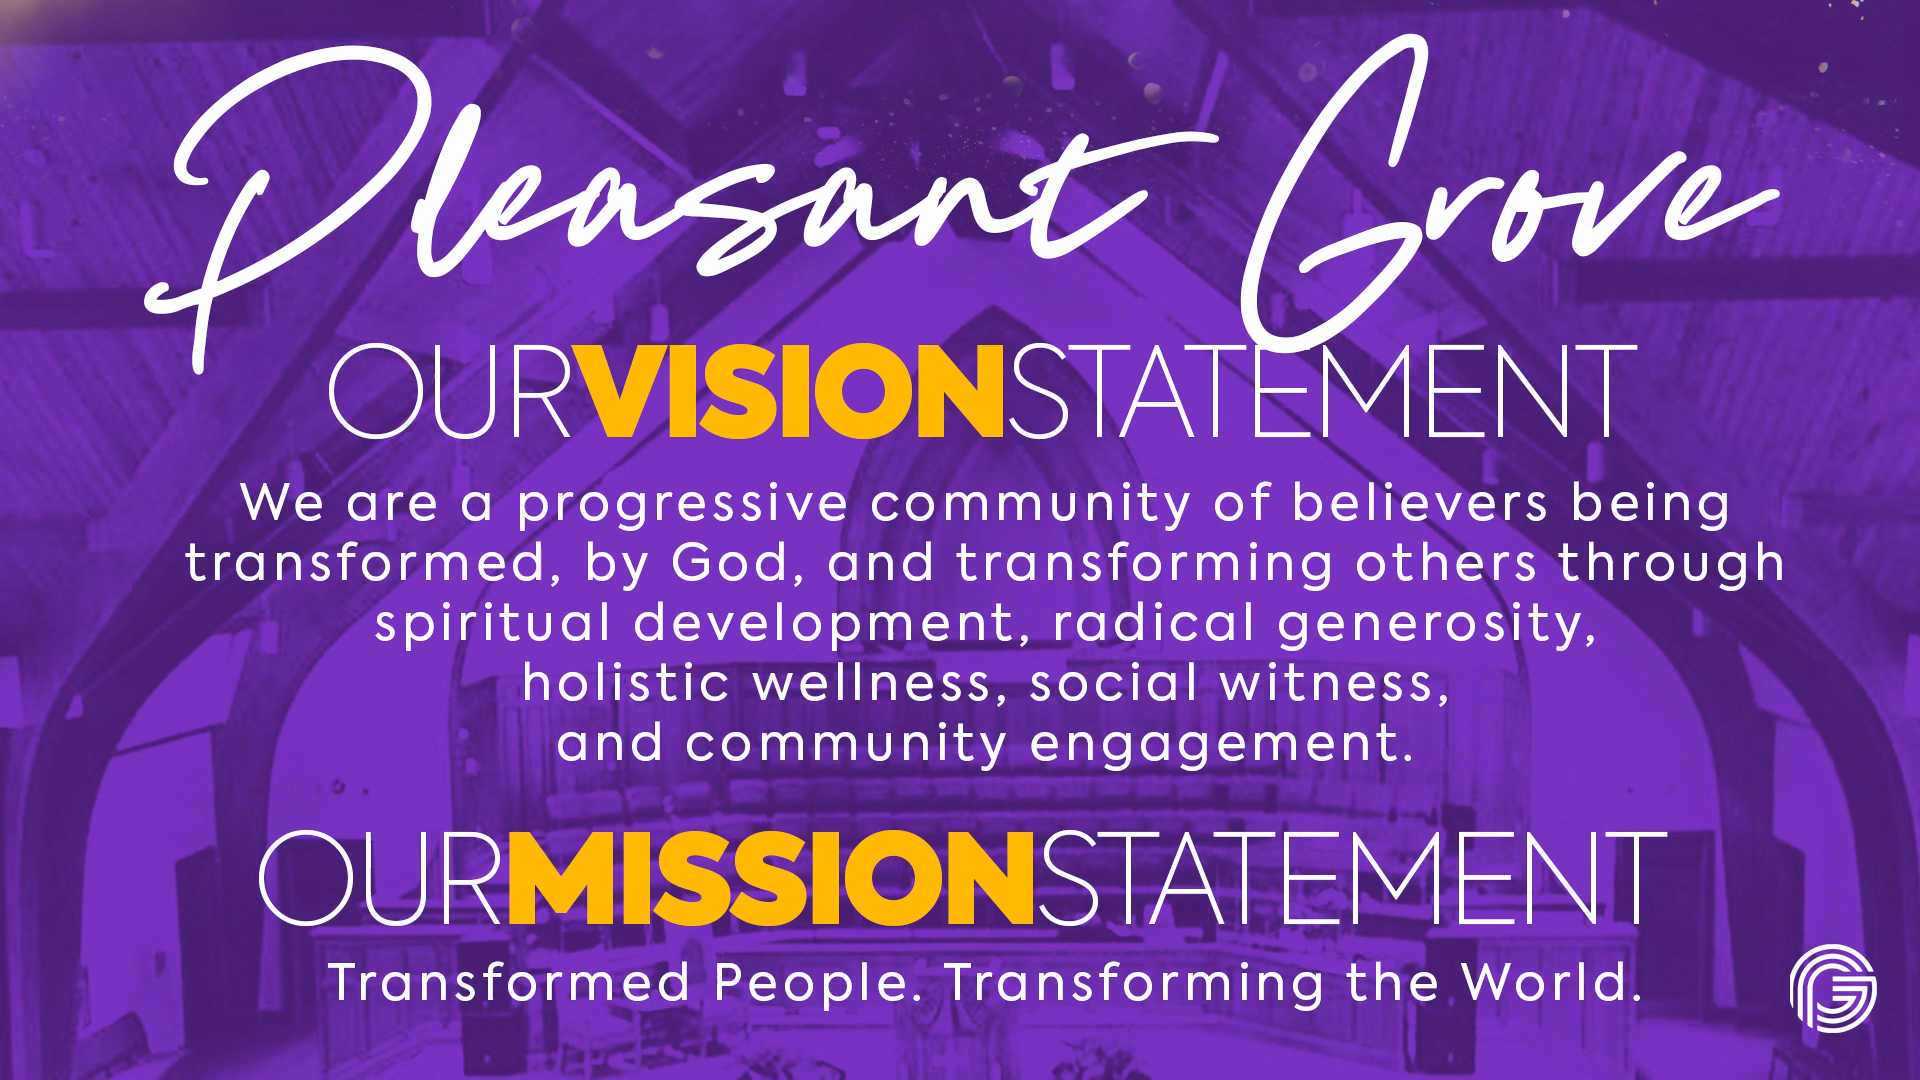 Pleasant Grove
OURVISIONSTATEMENT
We are a progressive community of believers being
transformed, by God, and transforming others through
spiritual development, radical generosity,
holistic wellness, social witness,
and community engagement.
OURMISSIONSTATEMENT
Transformed People. Transforming the World.